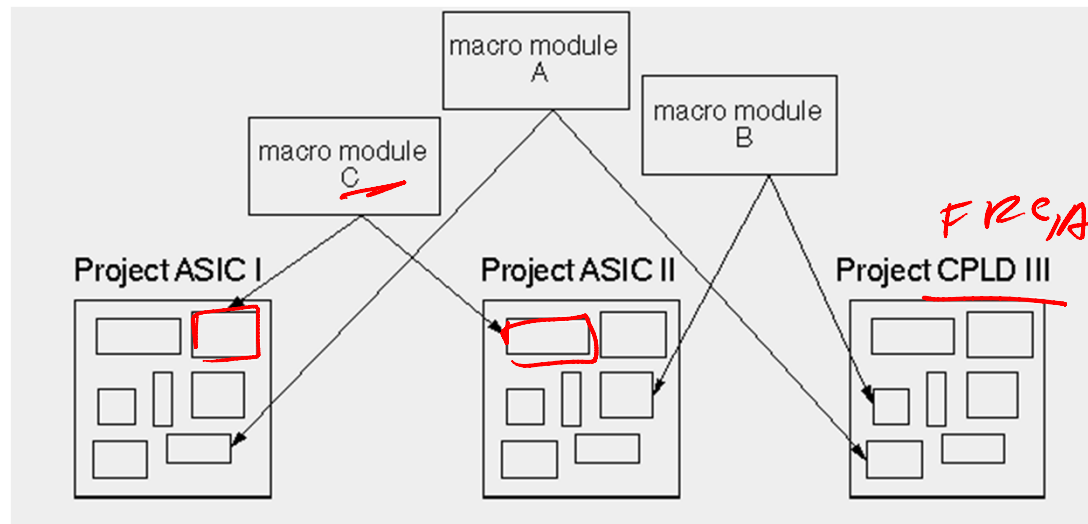 macro module
A
macro module
B
macro module
C
Project ASIC I
Project ASIC II
Project CPLD III